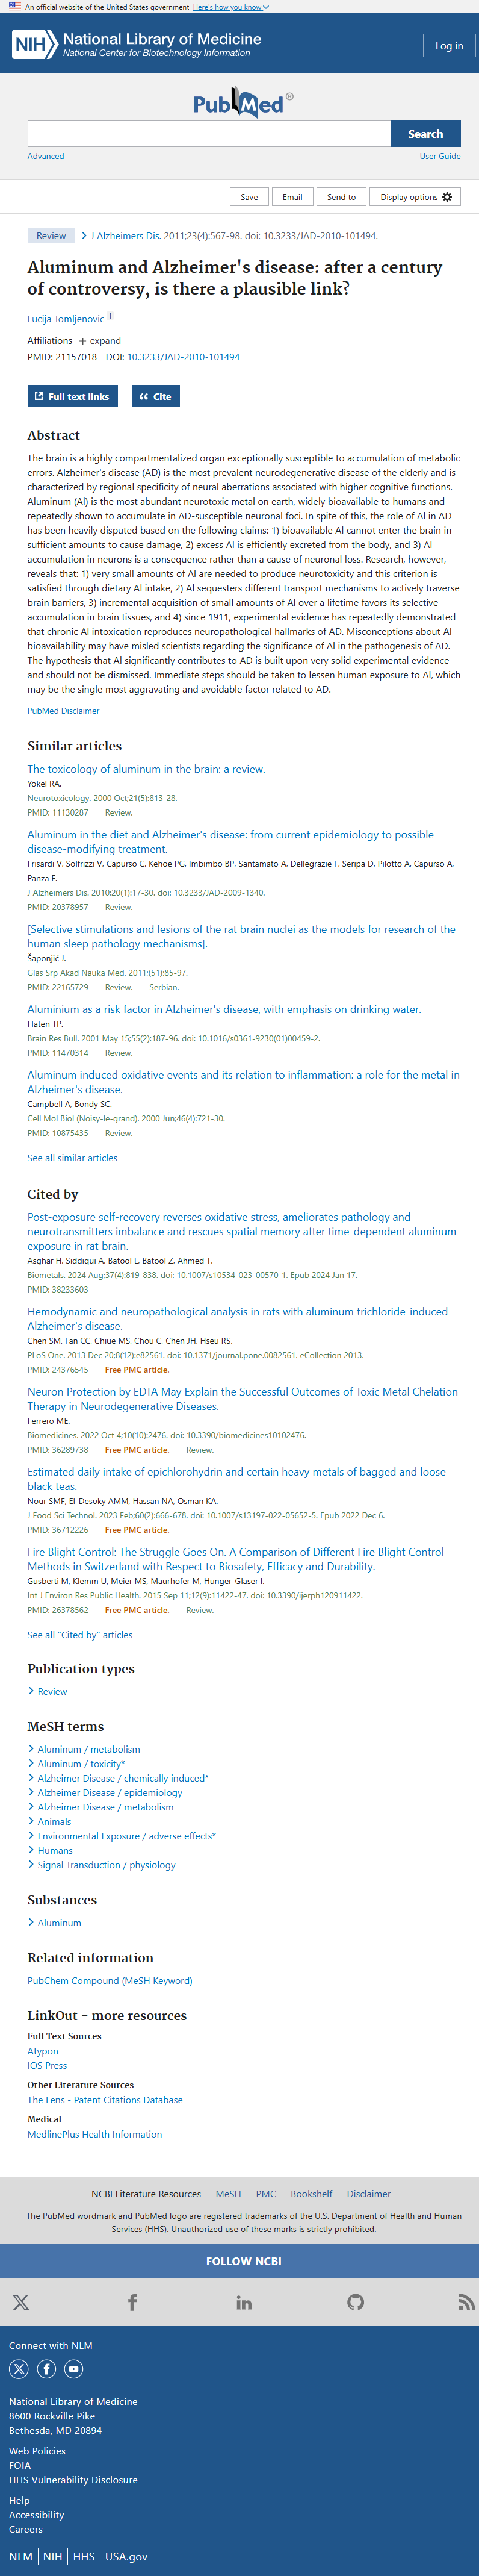 An official website of the United States government Here's how you know
NIH National Library of Medicine
National Center for Biotechnology Information
Log in
PubMed®
Search
Advanced
User Guide
Save
Email
Send to
Display options
Review
J Alzheimers Dis. 2011;23(4):567-98. doi: 10.3233/JAD-2010-101494.
Aluminum and Alzheimer's disease: after a century
of controversy, is there a plausible link?
Lucija Tomljenovic 1
Affiliations + expand
PMID: 21157018 DOI: 10.3233/JAD-2010-101494
Full text links
Cite
Abstract
The brain is a highly compartmentalized organ exceptionally susceptible to accumulation of metabolic
errors. Alzheimer's disease (AD) is the most prevalent neurodegenerative disease of the elderly and is
characterized by regional specificity of neural aberrations associated with higher cognitive functions.
Aluminum (Al) is the most abundant neurotoxic metal on earth, widely bioavailable to humans and
repeatedly shown to accumulate in AD-susceptible neuronal foci. In spite of this, the role of Al in AD
has been heavily disputed based on the following claims: 1) bioavailable Al cannot enter the brain in
sufficient amounts to cause damage, 2) excess Al is efficiently excreted from the body, and 3) Al
accumulation in neurons is a consequence rather than a cause of neuronal loss. Research, however,
reveals that: 1) very small amounts of Al are needed to produce neurotoxicity and this criterion is
satisfied through dietary Al intake, 2) Al sequesters different transport mechanisms to actively traverse
brain barriers, 3) incremental acquisition of small amounts of Al over a lifetime favors its selective
accumulation in brain tissues, and 4) since 1911, experimental evidence has repeatedly demonstrated
that chronic Al intoxication reproduces neuropathological hallmarks of AD. Misconceptions about Al
bioavailability may have misled scientists regarding the significance of Al in the pathogenesis of AD.
The hypothesis that Al significantly contributes to AD is built upon very solid experimental evidence
and should not be dismissed. Immediate steps should be taken to lessen human exposure to Al, which
may be the single most aggravating and avoidable factor related to AD.
PubMed Disclaimer
Similar articles
The toxicology of aluminum in the brain: a review.
Yokel RA.
Neurotoxicology. 2000 Oct;21(5):813-28.
PMID: 11130287 Review.
Aluminum in the diet and Alzheimer's disease: from current epidemiology to possible
disease-modifying treatment.
Frisardi V, Solfrizzi V, Capurso C, Kehoe PG, Imbimbo BP, Santamato A, Dellegrazie F, Seripa D, Pilotto A, Capurso A,
Panza F.
J Alzheimers Dis. 2010;20(1):17-30. doi: 10.3233/JAD-2009-1340.
PMID: 20378957 Review.
[Selective stimulations and lesions of the rat brain nuclei as the models for research of the
human sleep pathology mechanisms].
Šaponjić J.
Glas Srp Akad Nauka Med. 2011;(51):85-97.
PMID: 22165729 Review. Serbian.
Aluminium as a risk factor in Alzheimer's disease, with emphasis on drinking water.
Flaten TP.
Brain Res Bull. 2001 May 15;55(2):187-96. doi: 10.1016/s0361-9230(01)00459-2.
PMID: 11470314 Review.
Aluminum induced oxidative events and its relation to inflammation: a role for the metal in
Alzheimer's disease.
Campbell A, Bondy SC.
Cell Mol Biol (Noisy-le-grand). 2000 Jun;46(4):721-30.
PMID: 10875435 Review.
See all similar articles
Cited by
Post-exposure self-recovery reverses oxidative stress, ameliorates pathology and
neurotransmitters imbalance and rescues spatial memory after time-dependent aluminum
exposure in rat brain.
Asghar H, Siddiqui A, Batool L, Batool Z, Ahmed T.
Biometals. 2024 Aug;37(4):819-838. doi: 10.1007/s10534-023-00570-1. Epub 2024 Jan 17.
PMID: 38233603
Hemodynamic and neuropathological analysis in rats with aluminum trichloride-induced
Alzheimer's disease.
Chen SM, Fan CC, Chiue MS, Chou C, Chen JH, Hseu RS.
PLoS One. 2013 Dec 20;8(12):e82561. doi: 10.1371/journal.pone.0082561. eCollection 2013.
PMID: 24376545 Free PMC article.
Neuron Protection by EDTA May Explain the Successful Outcomes of Toxic Metal Chelation
Therapy in Neurodegenerative Diseases.
Ferrero ME.
Biomedicines. 2022 Oct 4;10(10):2476. doi: 10.3390/biomedicines10102476.
PMID: 36289738 Free PMC article. Review.
Estimated daily intake of epichlorohydrin and certain heavy metals of bagged and loose
black teas.
Nour SMF, El-Desoky AMM, Hassan NA, Osman KA.
J Food Sci Technol. 2023 Feb;60(2):666-678. doi: 10.1007/s13197-022-05652-5. Epub 2022 Dec 6.
PMID: 36712226 Free PMC article.
Fire Blight Control: The Struggle Goes On. A Comparison of Different Fire Blight Control
Methods in Switzerland with Respect to Biosafety, Efficacy and Durability.
Gusberti M, Klemm U, Meier MS, Maurhofer M, Hunger-Glaser I.
Int J Environ Res Public Health. 2015 Sep 11;12(9):11422-47. doi: 10.3390/ijerph120911422.
PMID: 26378562 Free PMC article. Review.
See all "Cited by" articles
Publication types
Review
MeSH terms
Aluminum / metabolism
Aluminum / toxicity*
Alzheimer Disease / chemically induced*
Alzheimer Disease / epidemiology
Alzheimer Disease / metabolism
Animals
Environmental Exposure / adverse effects*
Humans
Signal Transduction / physiology
Substances
Aluminum
Related information
PubChem Compound (MeSH Keyword)
LinkOut - more resources
Full Text Sources
Atypon
IOS Press
Other Literature Sources
The Lens - Patent Citations Database
Medical
MedlinePlus Health Information
NCBI Literature Resources MeSH PMC Bookshelf Disclaimer
The PubMed wordmark and PubMed logo are registered trademarks of the U.S. Department of Health and Human
Services (HHS). Unauthorized use of these marks is strictly prohibited.
FOLLOW NCBI
Connect with NLM
National Library of Medicine
8600 Rockville Pike
Bethesda, MD 20894
Web Policies
FOIA
HHS Vulnerability Disclosure
Help
Accessibility
Careers
NLM NIH HHS USA.gov